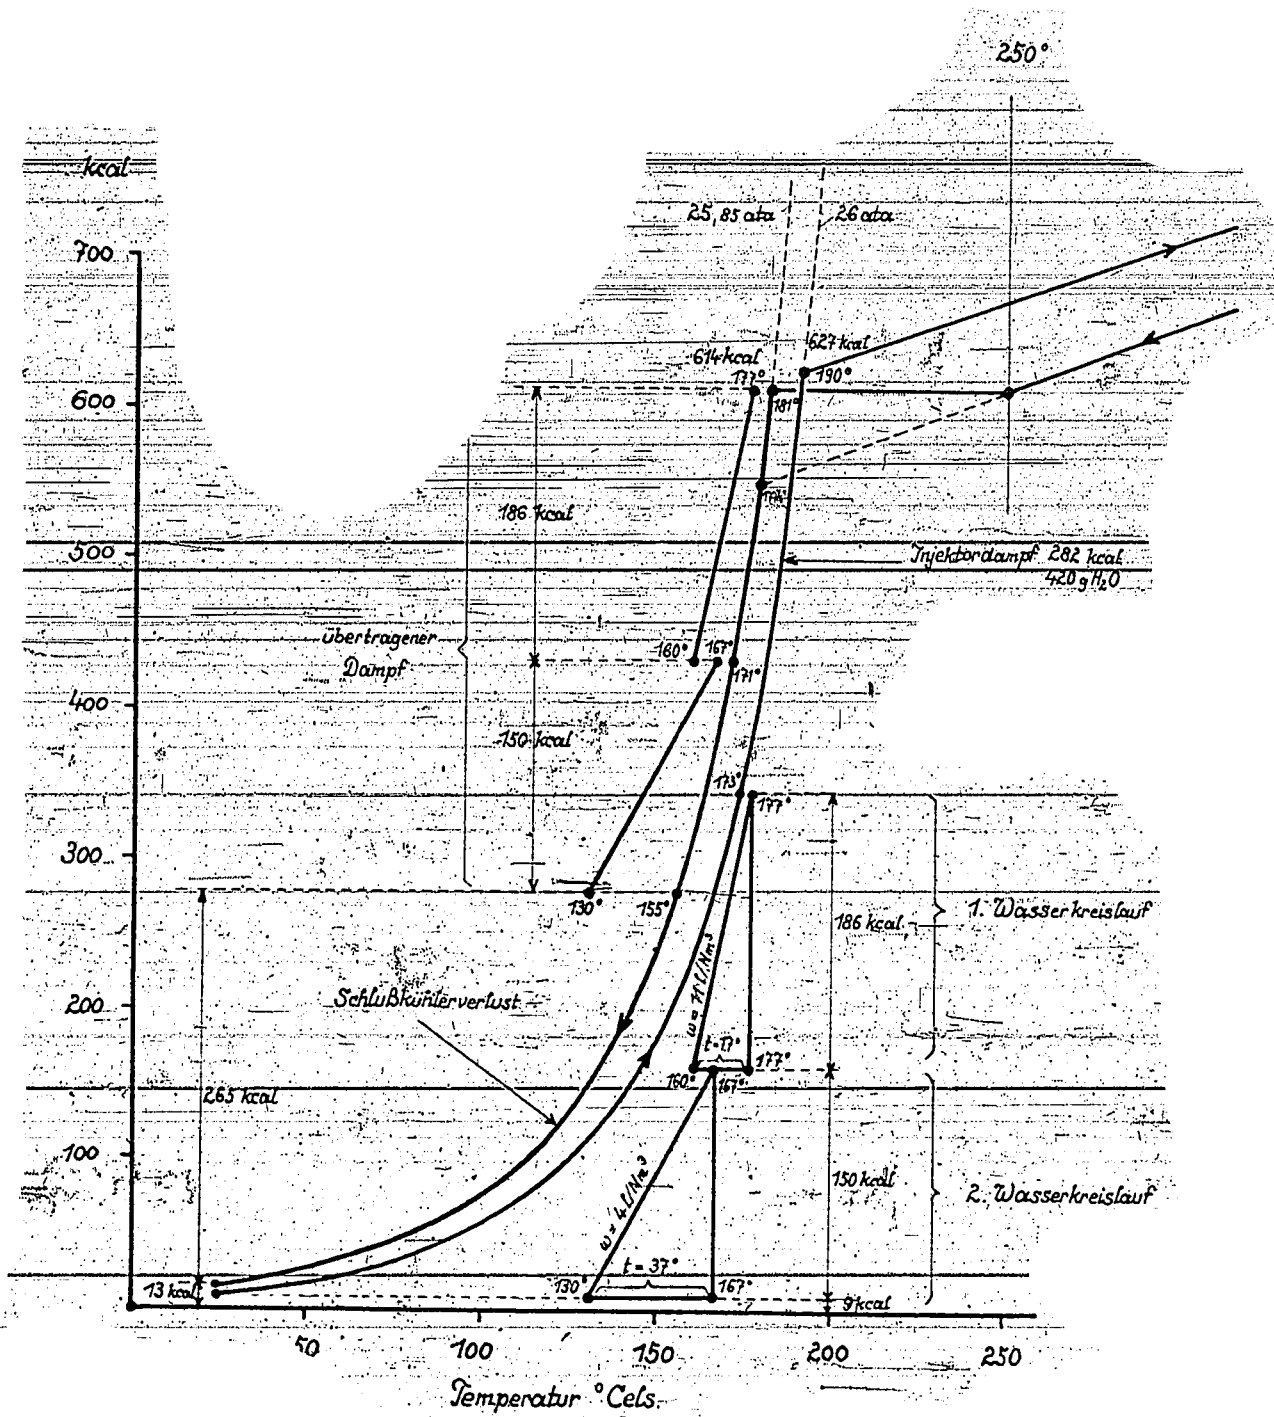 250°
kcal
25,85 ata
26 ata
700
627 kcal
614 kcal
177°
190°
600
181°
174°
186 kcal
500
Injektordampf 282 kcal
420 g H₂O
übertragener
Dampf
180°
167°
171°
400
150 kcal
173°
177°
300
130°
155°
186 kcal
1. Wasserkreislauf
Schlußkühlerverlust
200
t=17°
160°
167°
177°
265 kcal
100
150 kcal
2. Wasserkreislauf
w = 4 l/Nm³
t = 37°
130°
167°
13 kcal
9 kcal
50
100
150
200
250
Temperatur °Cels.